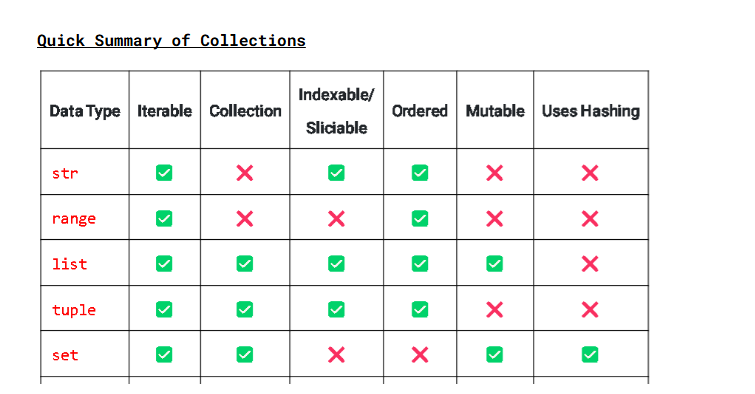 Quick Summary of Collections
Data Type Iterable Collection Indexable/ Sliciable Ordered Mutable Uses Hashing
str ✅ ❌ ✅ ✅ ❌ ❌
range ✅ ❌ ❌ ✅ ❌ ❌
list ✅ ✅ ✅ ✅ ✅ ❌
tuple ✅ ✅ ✅ ✅ ❌ ❌
set ✅ ✅ ❌ ❌ ✅ ✅